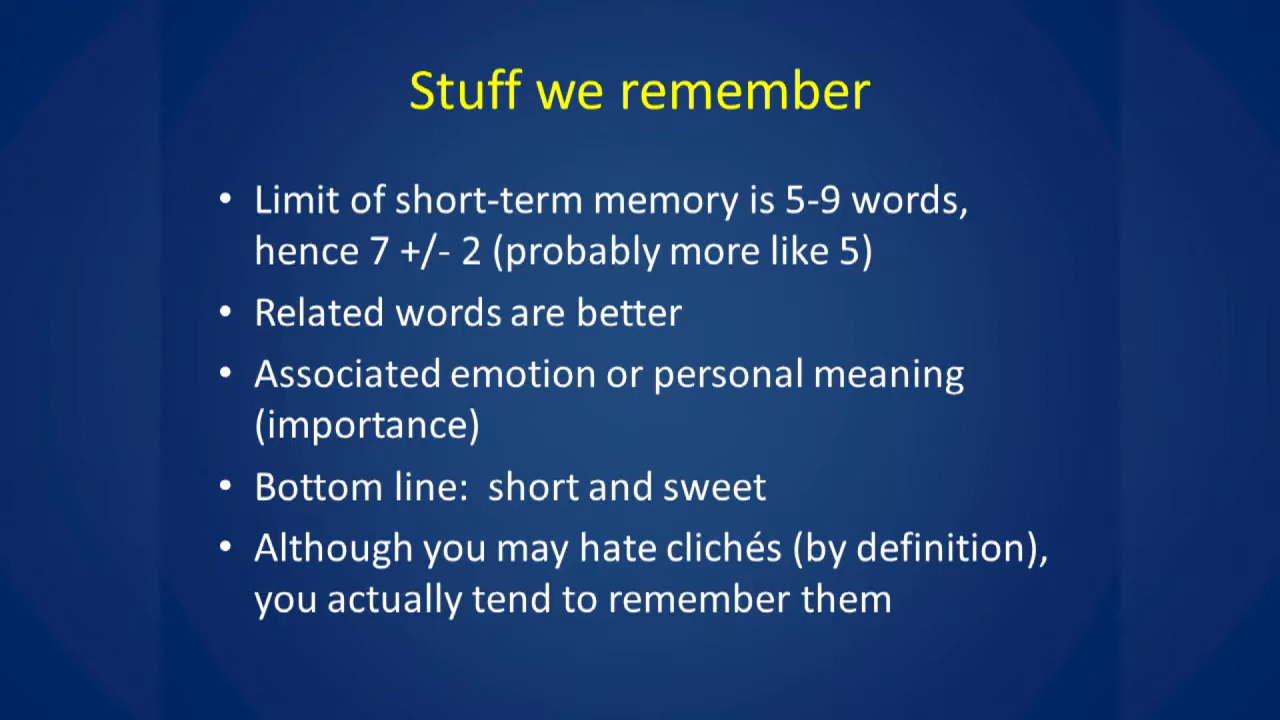 Stuff we remember
• Limit of short-term memory is 5-9 words,
hence 7 +/- 2 (probably more like 5)
• Related words are better
• Associated emotion or personal meaning
(importance)
• Bottom line:  short and sweet
• Although you may hate clichés (by definition),
you actually tend to remember them